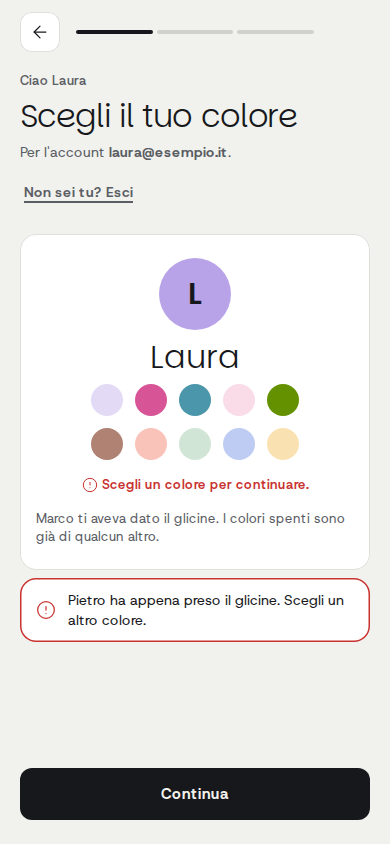 Ciao Laura
Scegli il tuo colore
Per l'account laura@esempio.it.
Non sei tu? Esci
L
Laura
Scegli un colore per continuare.
Marco ti aveva dato il glicine. I colori spenti sono
già di qualcun altro.
Pietro ha appena preso il glicine. Scegli un
altro colore.
Continua